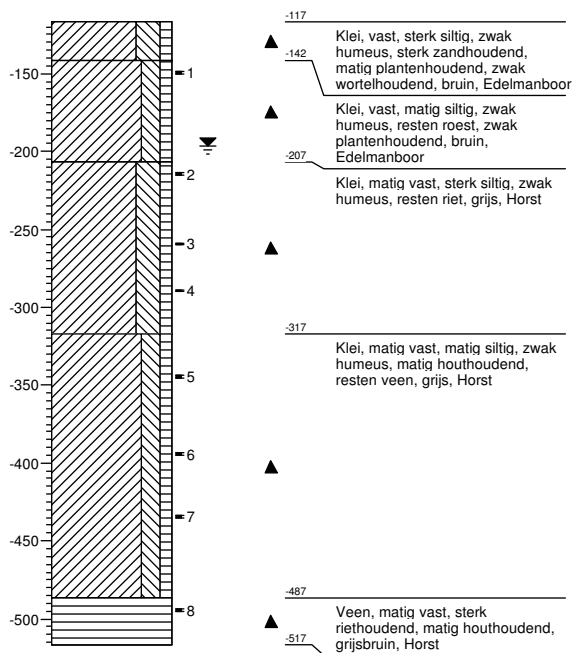 -117
Klei, vast, sterk siltig, zwak
humeus, sterk zandhoudend,
matig plantenhoudend, zwak
wortelhoudend, bruin, Edelmanboor
-142
Klei, vast, matig siltig, zwak
humeus, resten roest, zwak
plantenhoudend, bruin,
Edelmanboor
-207
Klei, matig vast, sterk siltig, zwak
humeus, resten riet, grijs, Horst
-317
Klei, matig vast, matig siltig, zwak
humeus, matig houthoudend,
resten veen, grijs, Horst
-487
Veen, matig vast, sterk
riethoudend, matig houthoudend,
grijsbruin, Horst
-517
-150
-200
-250
-300
-350
-400
-450
-500
1
2
3
4
5
6
7
8